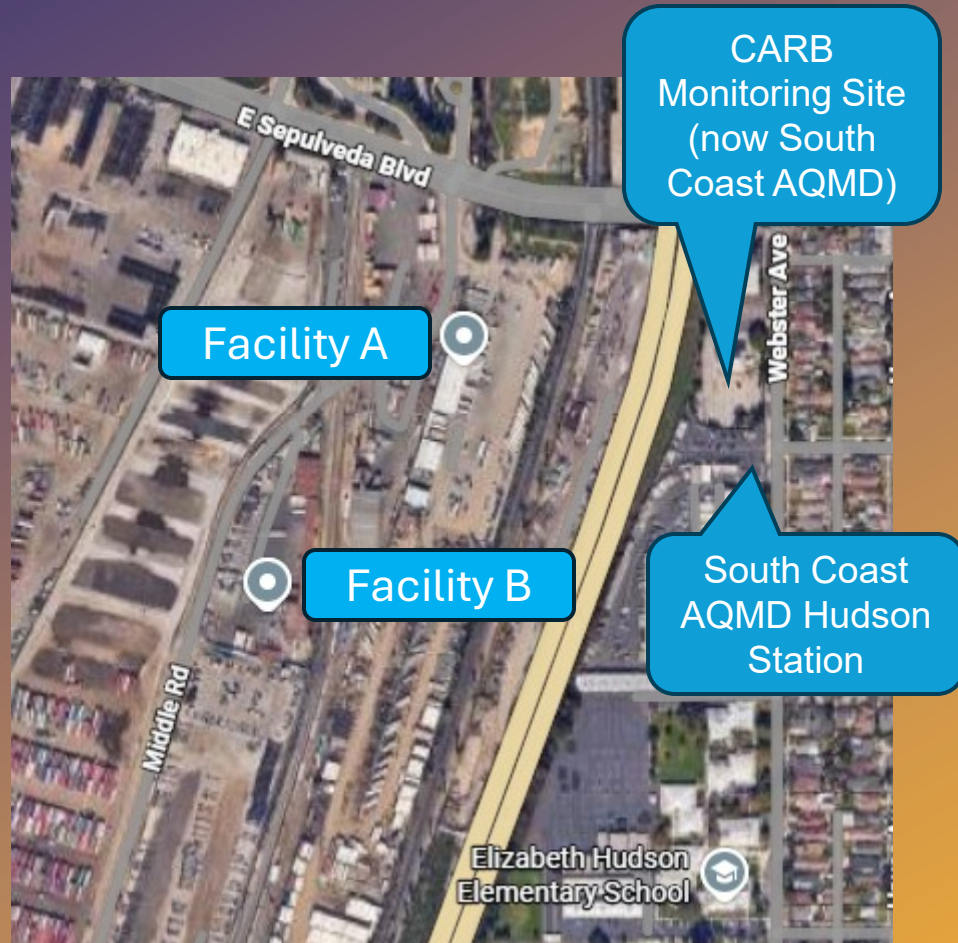 CARB
Monitoring Site
(now South
Coast AQMD)
E Sepulveda Blvd
Webster Ave
Facility A
Facility B
South Coast
AQMD Hudson
Station
Middle Rd
Elizabeth Hudson
Elementary School